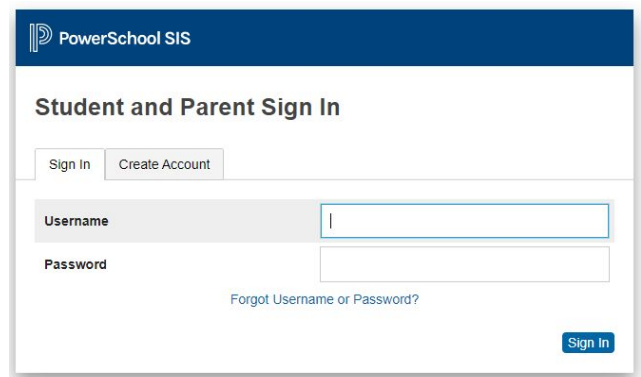 PowerSchool SIS
Student and Parent Sign In
Sign In Create Account
Username
Password
Forgot Username or Password?
Sign In